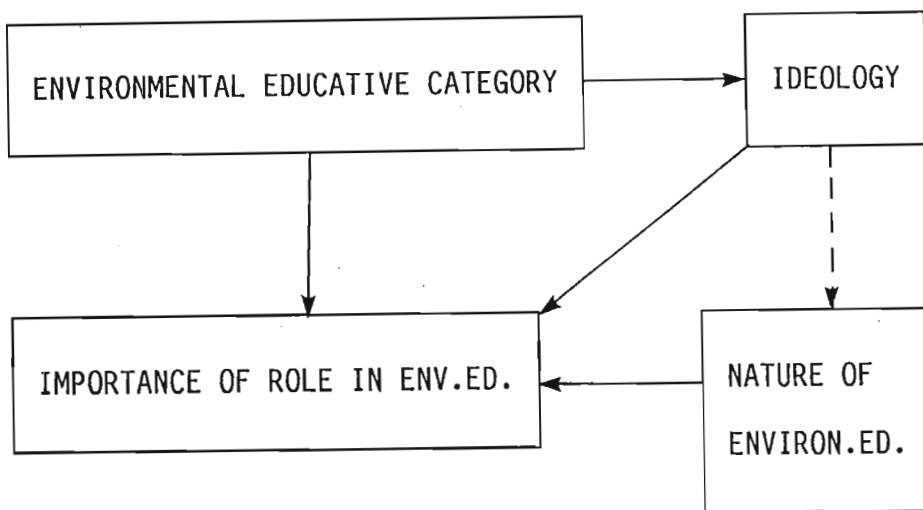 ENVIRONMENTAL EDUCATIVE CATEGORY
IDEOLOGY
IMPORTANCE OF ROLE IN ENV.ED.
NATURE OF
ENVIRON.ED.